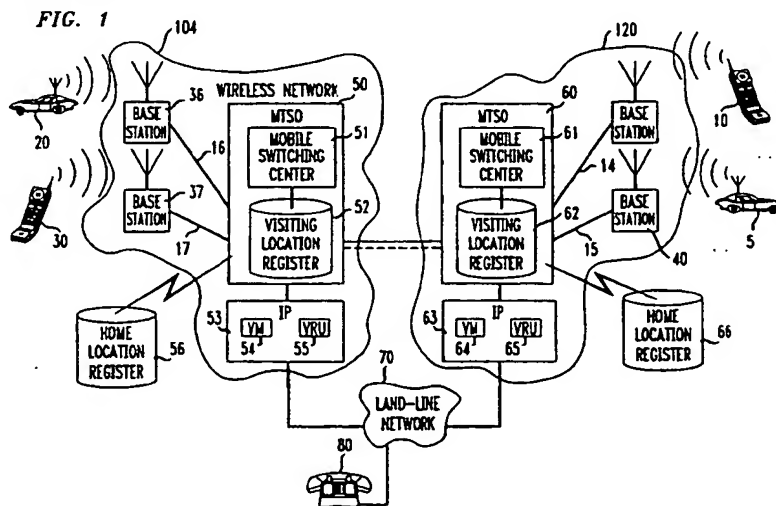 FIG. 1
104
120
WIRELESS NETWORK
50
60
MTSO
MTSO
20
BASE
STATION
36
MOBILE
SWITCHING
CENTER
51
MOBILE
SWITCHING
CENTER
61
BASE
STATION
10
16
14
30
BASE
STATION
37
52
62
BASE
STATION
5
VISITING
LOCATION
REGISTER
VISITING
LOCATION
REGISTER
17
15
40
HOME
LOCATION
REGISTER
56
53
IP
VM
VRU
54
55
63
IP
VM
VRU
64
65
HOME
LOCATION
REGISTER
66
70
LAND-LINE
NETWORK
80